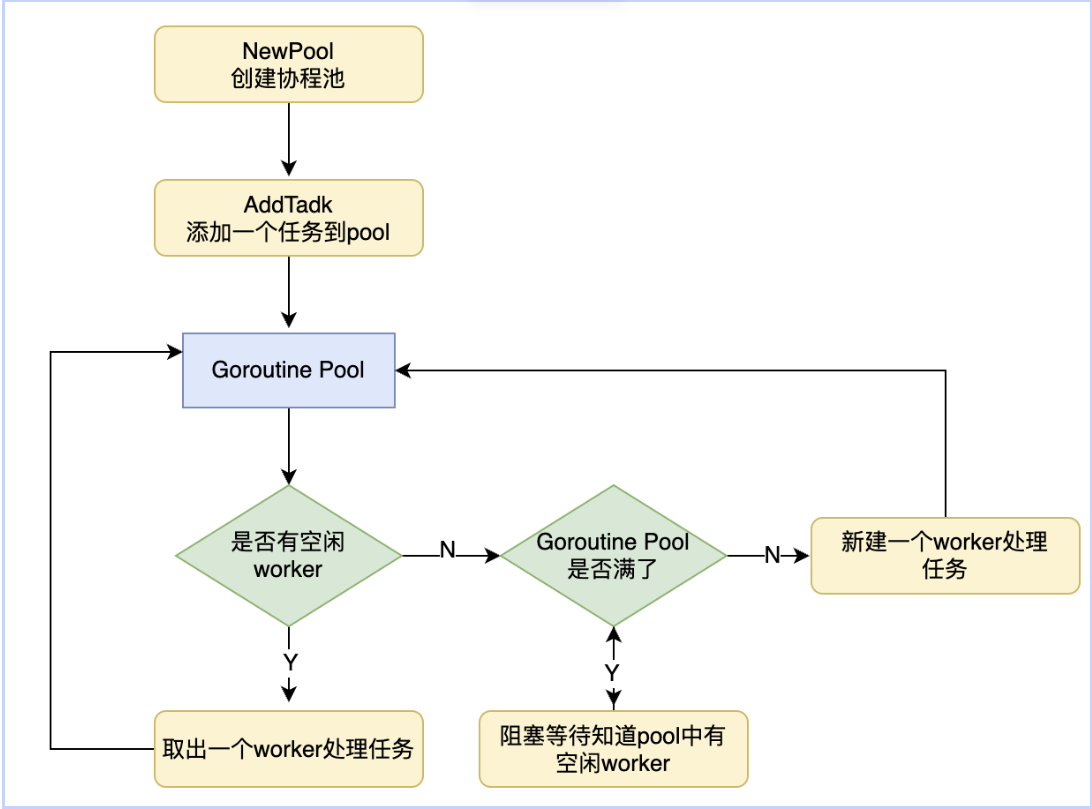 NewPool
创建协程池
AddTadk
添加一个任务到pool
Goroutine Pool
是否有空闲
worker
N
Goroutine Pool
是否满了
N
新建一个worker处理
任务
Y
Y
取出一个worker处理任务
阻塞等待知道pool中有
空闲worker